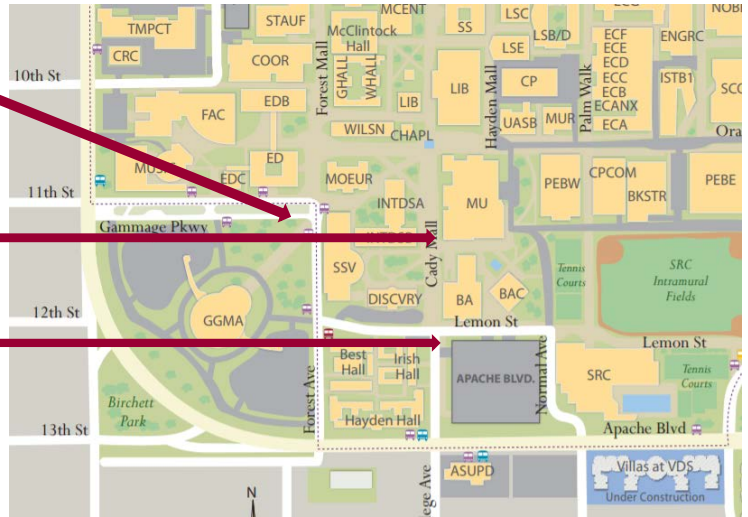 TMPCT
STAUF
MCENT
McClintock
Hall
SS
LSC
LSB/D
LSE
ECF
ECE
ECD
ECC
ECB
ECANX
ECA
ENGRC
NOBL
CRC
COOR
Forest Mall
GHALL
WHALL
LIB
LIB
Hayden Mall
CP
Palm Walk
ISTB1
SCO
10th St
FAC
EDB
WILSN
CHAPL
UASB
MUR
Ora
MUSIC
EDC
ED
MOEUR
MU
PEBW
CPCOM
BKSTR
PEBE
11th St
Gammage Pkwy
INTDSA
INTDSB
SSV
Cady Mall
DISCVRY
BA
BAC
Tennis
Courts
SRC
Intramural
Fields
12th St
GGMA
Lemon St
Lemon St
Best
Hall
Irish
Hall
APACHE BLVD.
Normal Ave
SRC
Tennis
Courts
Birchett
Park
Forest Ave
Hayden Hall
13th St
Apache Blvd
N
ege Ave
ASUPD
Villas at VDS
Under Construction